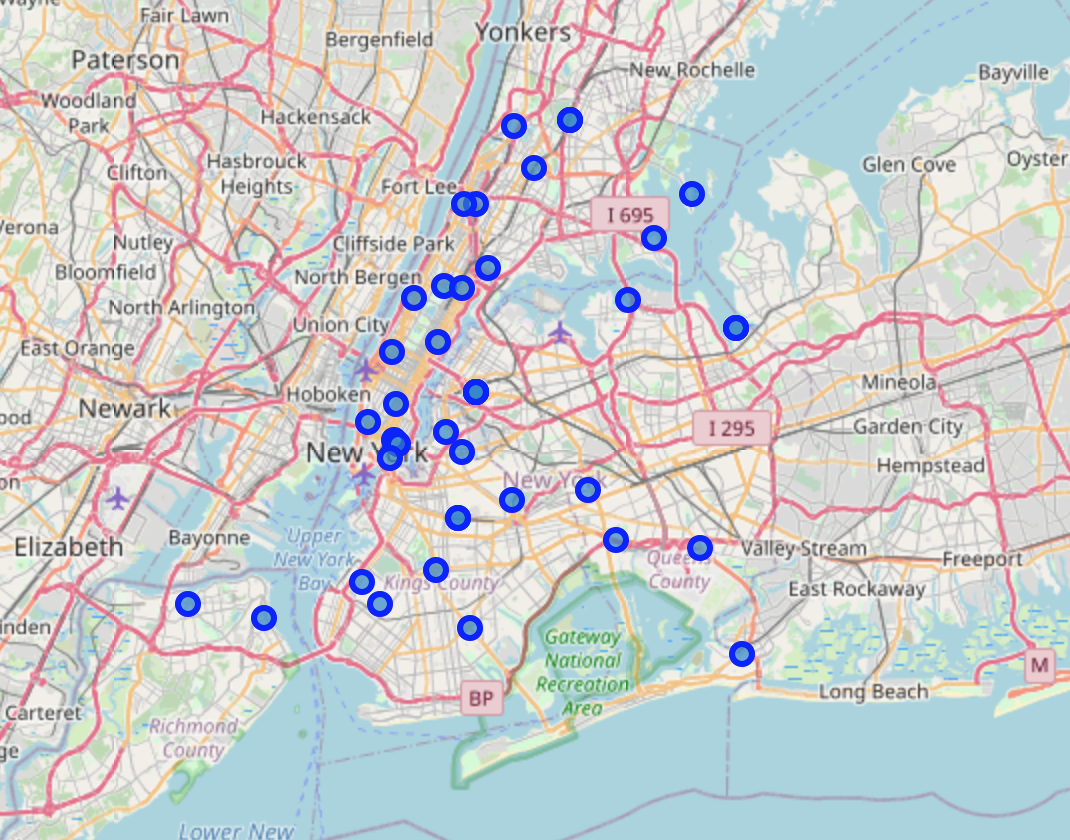 Fair Lawn
Yonkers
Bergenfield
Paterson
New Rochelle
Bayville
Woodland
Park
Hackensack
Glen Cove
Oyster
Clifton
Hasbrouck
Heights
Fort Lee
I 695
Verona
Nutley
Cliffside Park
Bloomfield
North Bergen
North Arlington
Union City
East Orange
Mineola
Hoboken
Newark
I 295
Garden City
New York
Hempstead
New York
Elizabeth
Bayonne
Upper
New York
Bay
Queens
County
Valley Stream
Freeport
Kings County
East Rockaway
inden
Gateway
National
Recreation
Area
M
BP
Long Beach
Carteret
Richmond
County
Lower New